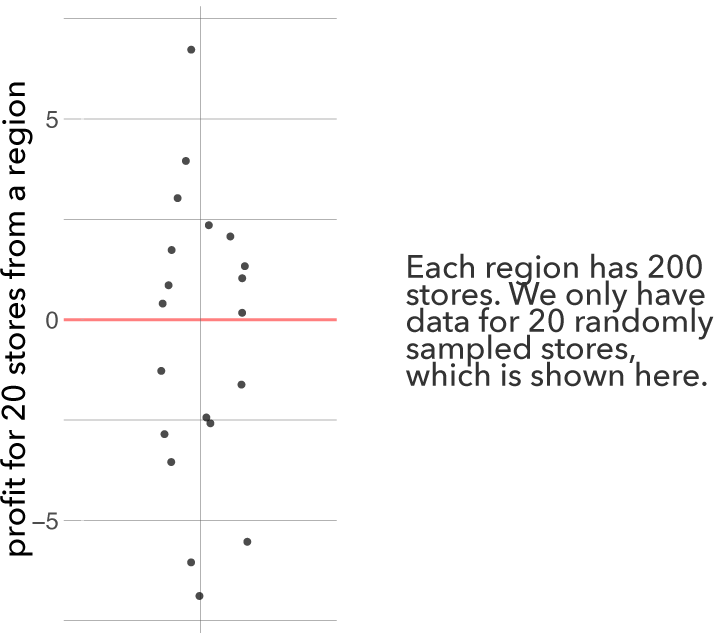 profit for 20 stores from a region
5
0
−5
Each region has 200
stores. We only have
data for 20 randomly
sampled stores,
which is shown here.